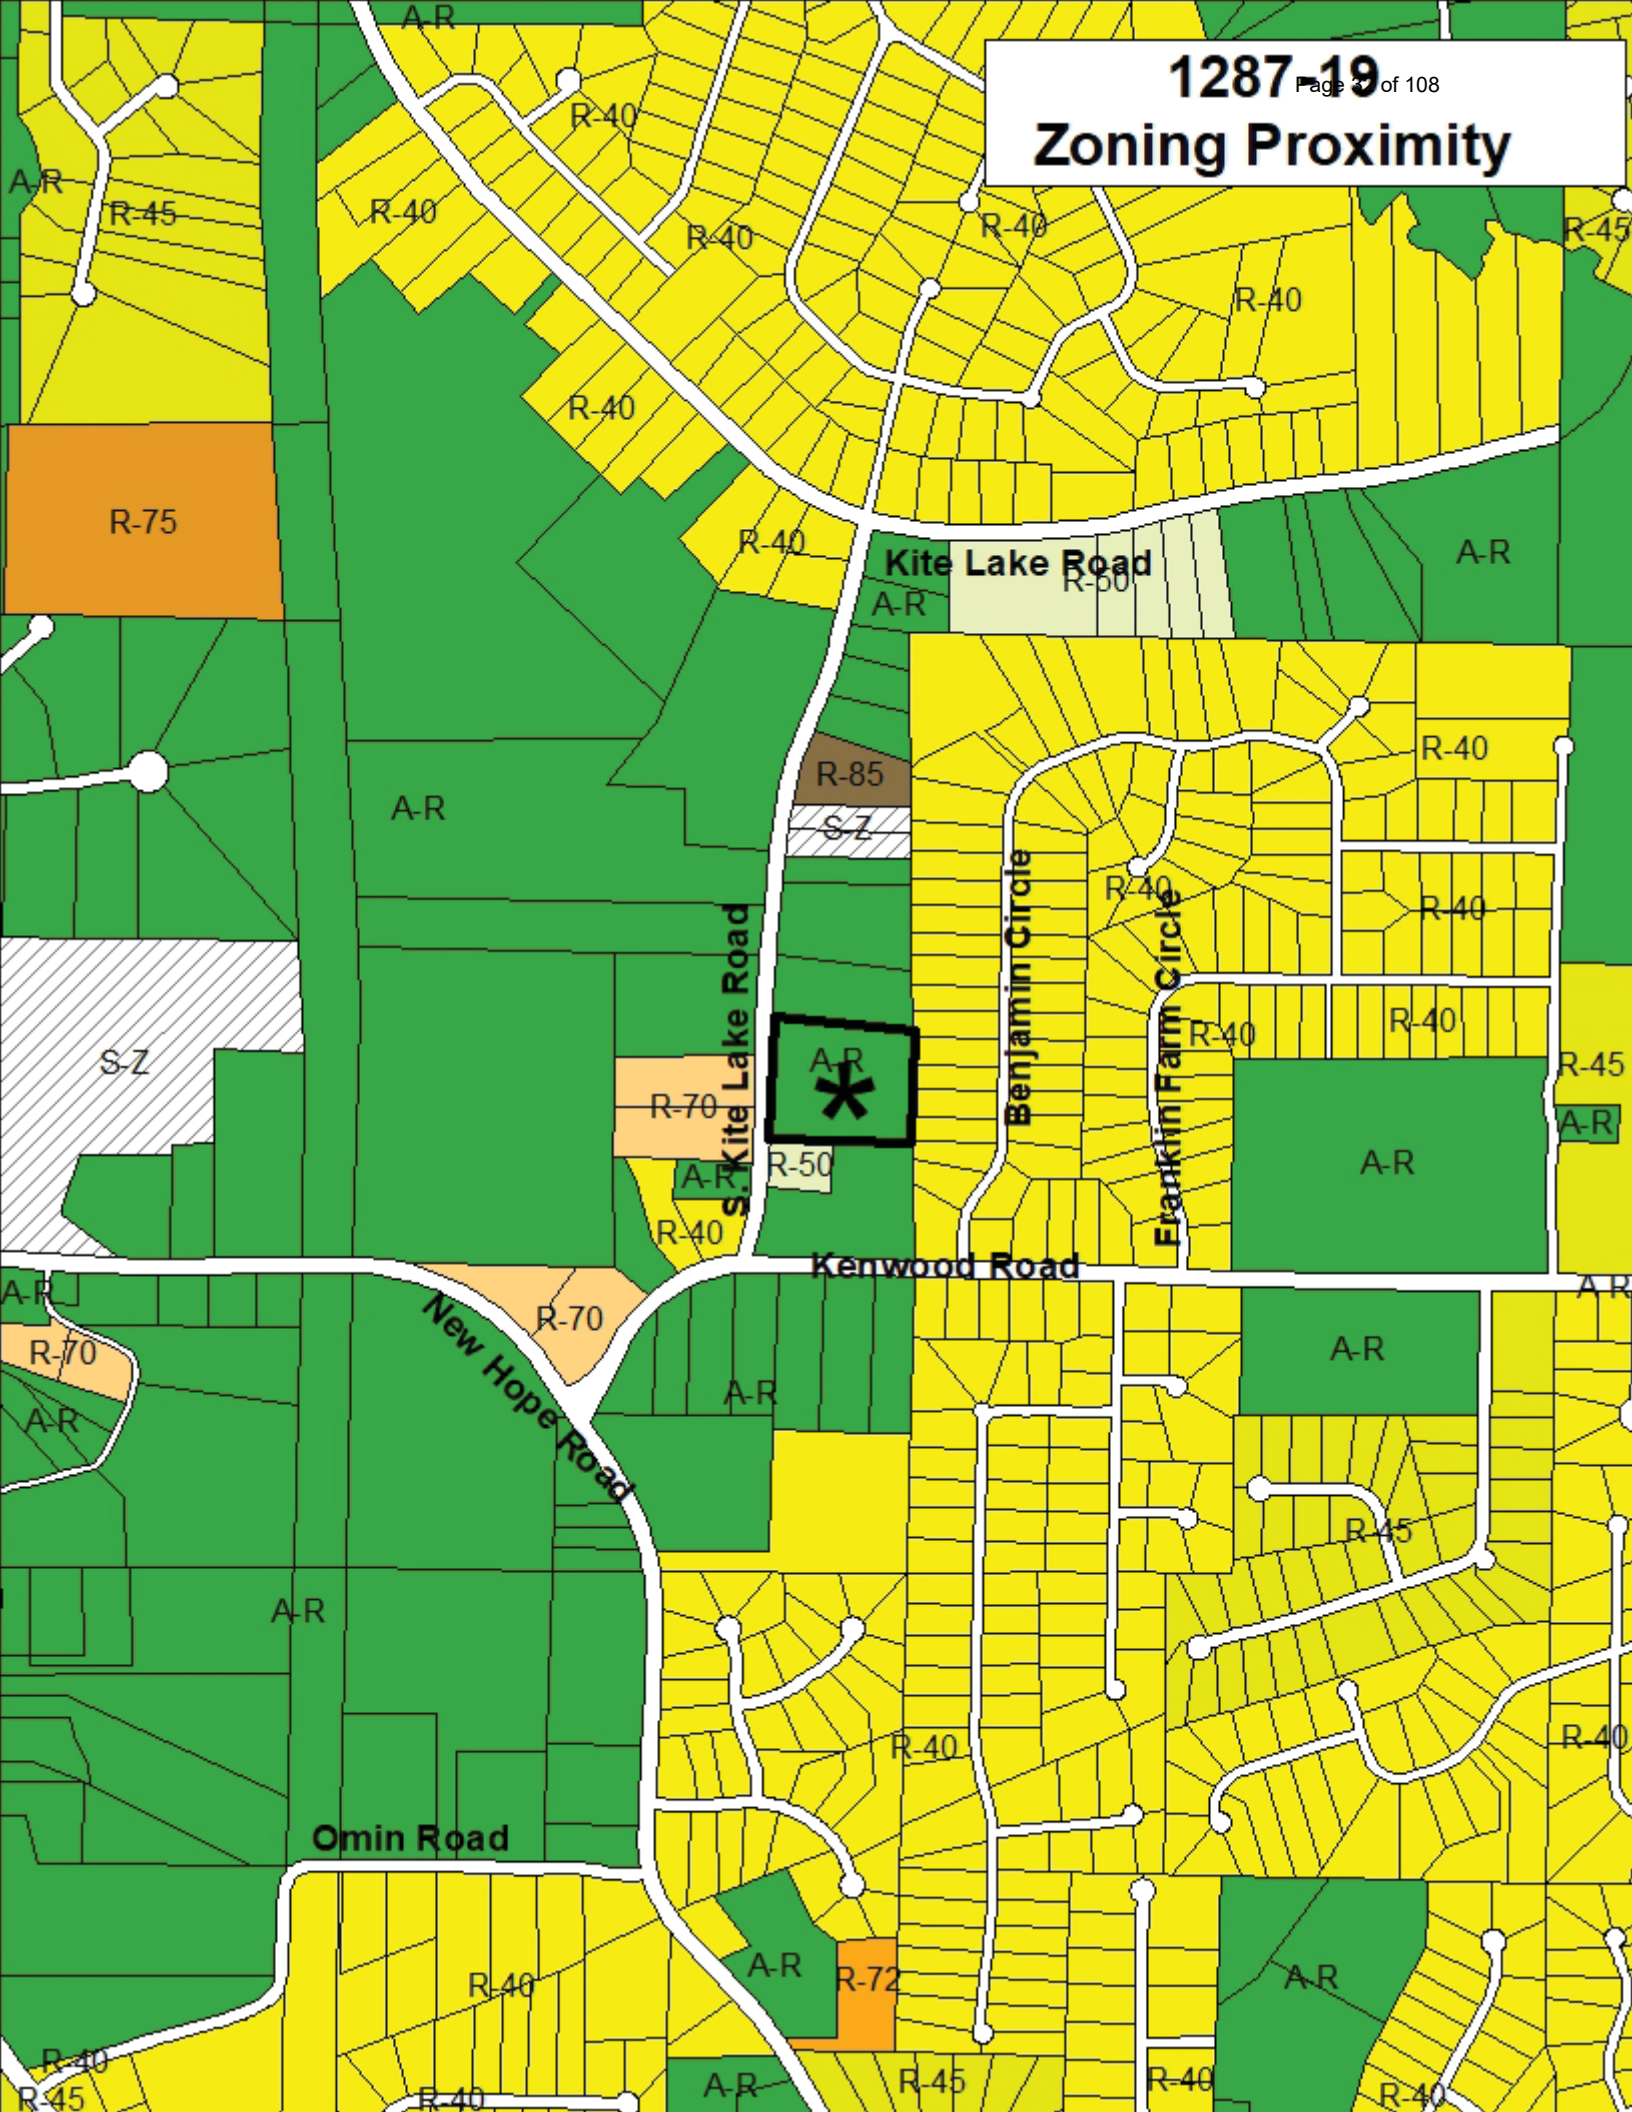 A-R
1287-19
Page 37 of 108
Zoning Proximity
R-40
A-R
R-45
R-40
R-40
R-40
R-45
R-40
R-40
R-75
R-40
Kite Lake Road
R-50
A-R
A-R
R-40
R-85
A-R
S-Z
R-40
R-40
S. Kite Lake Road
Benjamin Circle
Franklin Farm Circle
R-40
R-40
S-Z
A-R
*
R-45
R-70
A-R
A-R
R-50
A-R
R-40
Kenwood Road
A-R
A-R
New Hope Road
R-70
R-70
A-R
A-R
A-R
R-45
A-R
R-40
R-40
Omin Road
A-R
R-72
A-R
R-40
R-40
R-45
R-40
A-R
R-45
R-40
R-40